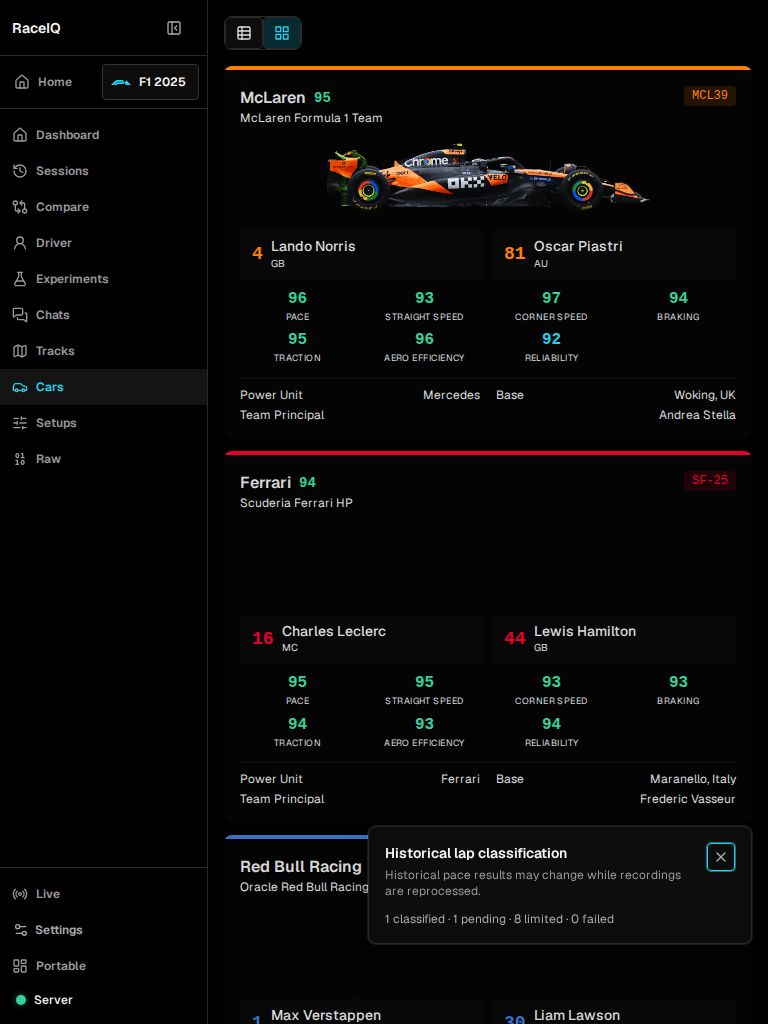 RaceIQ
Home
F1 2025
Dashboard
Sessions
Compare
Driver
Experiments
Chats
Tracks
Cars
Setups
Raw
Live
Settings
Portable
Server
McLaren 95
MCL39
McLaren Formula 1 Team
Chrome
VELO
4 Lando Norris
GB
81 Oscar Piastri
AU
96 93 97 94
PACE STRAIGHT SPEED CORNER SPEED BRAKING
95 96 92
TRACTION AERO EFFICIENCY RELIABILITY
Power Unit Mercedes Base Woking, UK
Team Principal Andrea Stella
Ferrari 94
SF-25
Scuderia Ferrari HP
16 Charles Leclerc
MC
44 Lewis Hamilton
GB
95 95 93 93
PACE STRAIGHT SPEED CORNER SPEED BRAKING
94 93 94
TRACTION AERO EFFICIENCY RELIABILITY
Power Unit Ferrari Base Maranello, Italy
Team Principal Frederic Vasseur
Red Bull Racing
Oracle Red Bull Racing
Historical lap classification
Historical pace results may change while recordings
are reprocessed.
1 classified · 1 pending · 8 limited · 0 failed
1 Max Verstappen
30 Liam Lawson